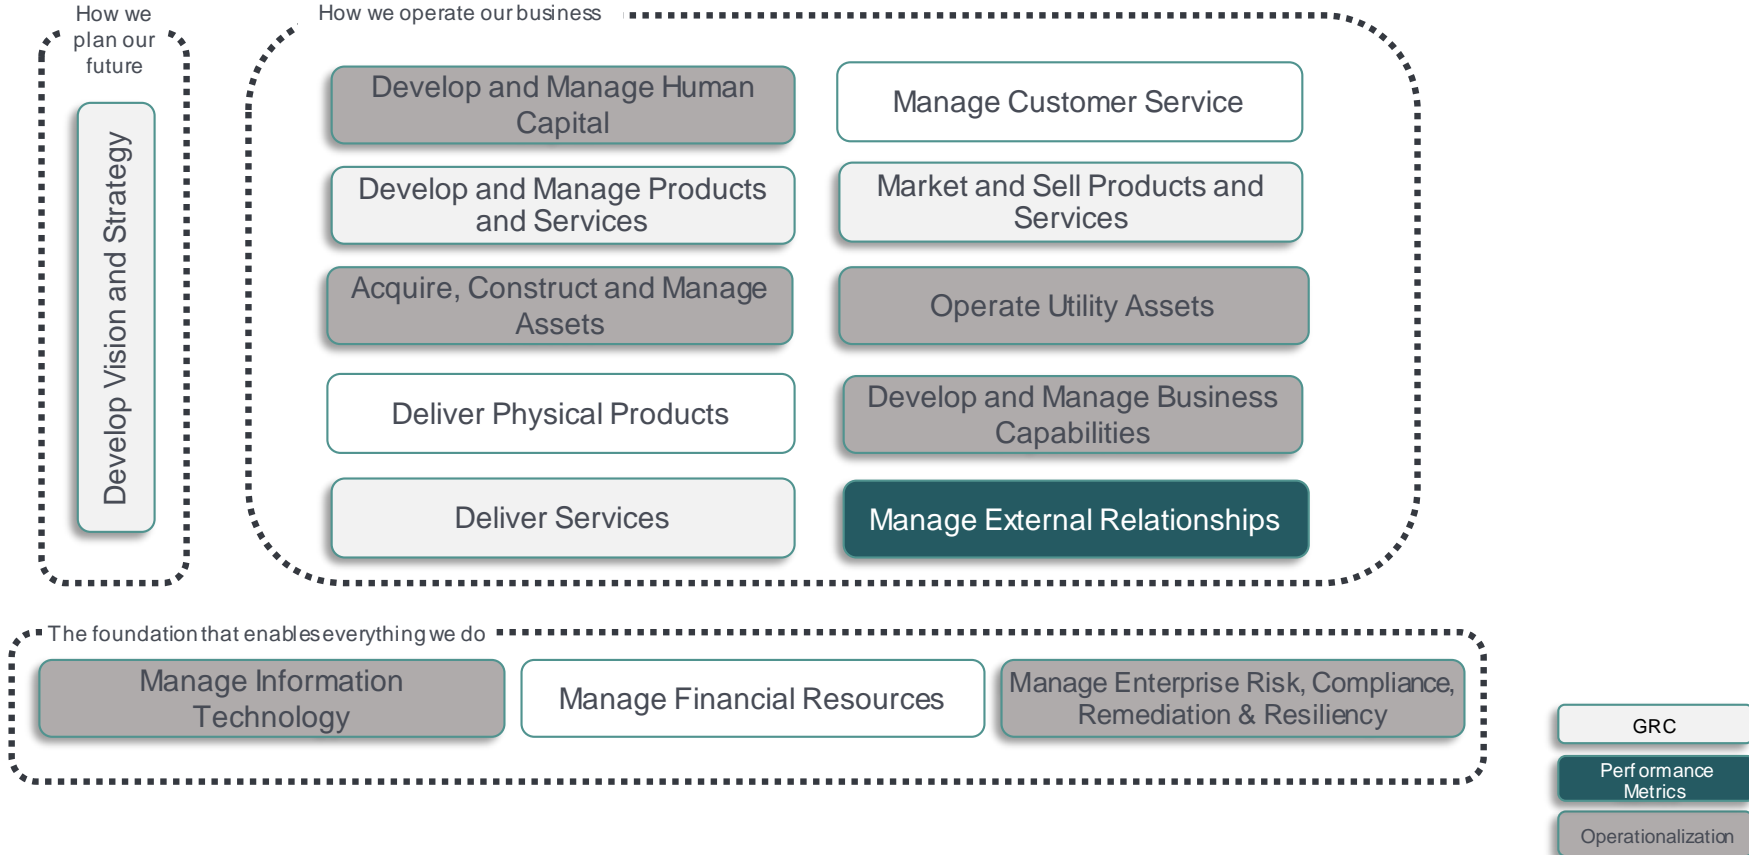 How we
plan our
future
Develop Vision and Strategy
How we operate our business
Develop and Manage Human
Capital
Manage Customer Service
Develop and Manage Products
and Services
Market and Sell Products and
Services
Acquire, Construct and Manage
Assets
Operate Utility Assets
Deliver Physical Products
Develop and Manage Business
Capabilities
Deliver Services
Manage External Relationships
The foundation that enables everything we do
Manage Information
Technology
Manage Financial Resources
Manage Enterprise Risk, Compliance,
Remediation & Resiliency
GRC
Performance
Metrics
Operationalization